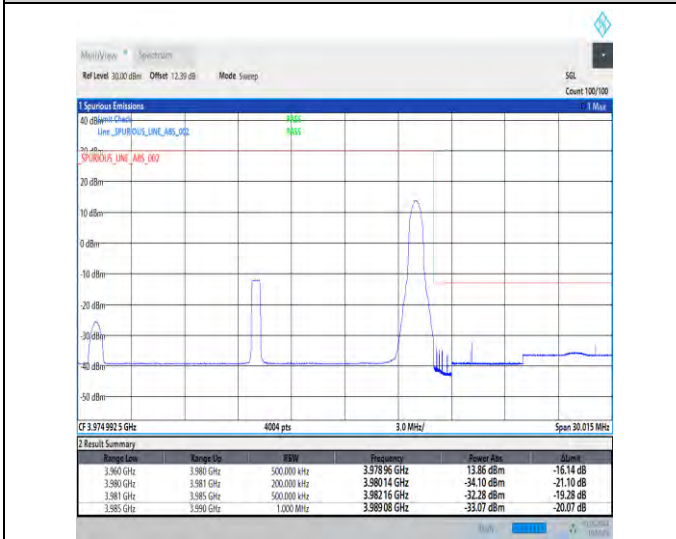 MultiView Spectrum
Ref Level 30.00 dBm Offset 12.39 dB Mode Sweep SGL
Count 100/100
1 Spurious Emissions 1 Max
40 dBm Limit Check PASS
Line _SPURIOUS_LINE_ABS_002 PASS
30 dBm
_SPURIOUS_LINE_ABS_002
20 dBm
10 dBm
0 dBm
-10 dBm
-20 dBm
-30 dBm
-40 dBm
-50 dBm
CF 3.974 992 5 GHz 4004 pts 3.0 MHz/ Span 30.015 MHz
2 Result Summary
Range Low Range Up RBW Frequency Power Abs ΔLimit
3.960 GHz 3.980 GHz 500.000 kHz 3.978 96 GHz 13.86 dBm -16.14 dB
3.980 GHz 3.981 GHz 200.000 kHz 3.980 14 GHz -34.10 dBm -21.10 dB
3.981 GHz 3.985 GHz 500.000 kHz 3.982 16 GHz -32.28 dBm -19.28 dB
3.985 GHz 3.990 GHz 1.000 MHz 3.989 08 GHz -33.07 dBm -20.07 dB